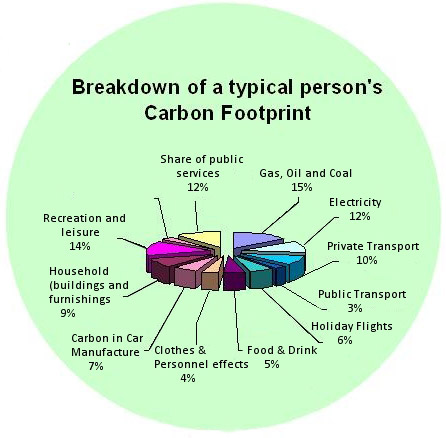 Breakdown of a typical person's
Carbon Footprint
Share of public
services
12%
Gas, Oil and Coal
15%
Electricity
12%
Recreation and
leisure
14%
Private Transport
10%
Household
(buildings and
furnishings
9%
Public Transport
3%
Holiday Flights
6%
Carbon in Car
Manufacture
7%
Clothes &
Personnel effects
4%
Food & Drink
5%